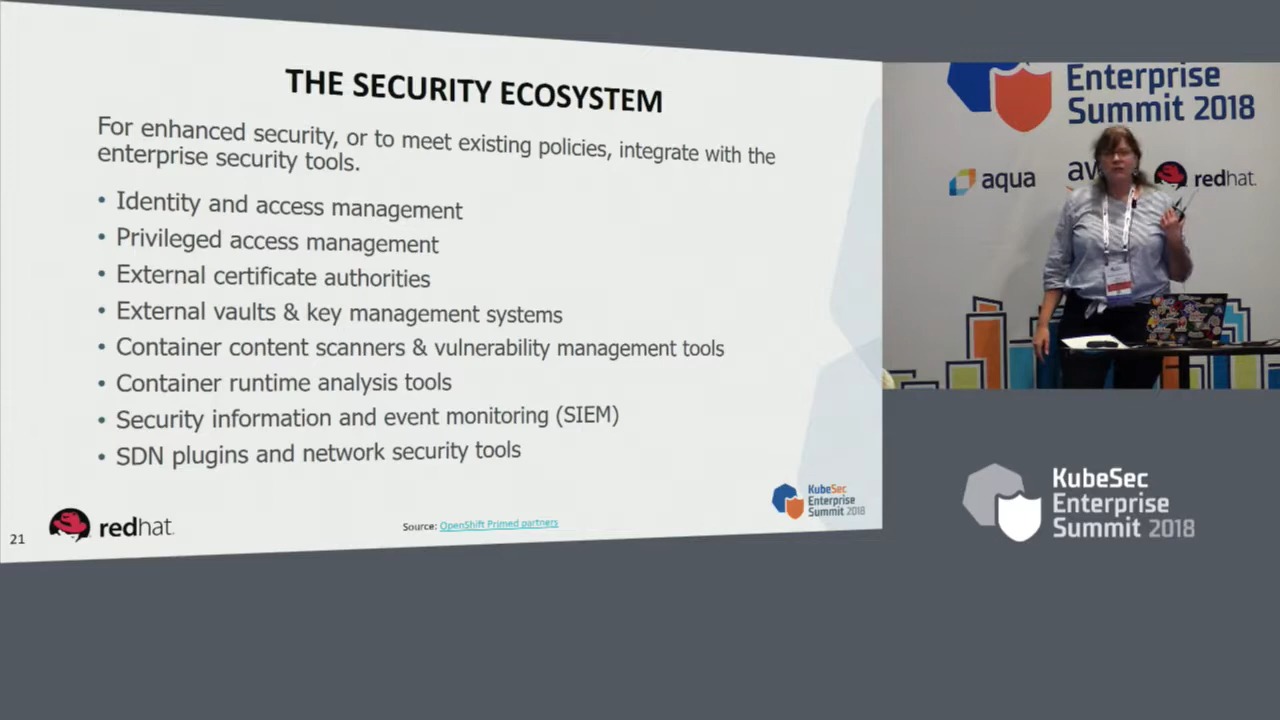 THE SECURITY ECOSYSTEM
For enhanced security, or to meet existing policies, integrate with the
enterprise security tools.
• Identity and access management
• Privileged access management
• External certificate authorities
• External vaults & key management systems
• Container content scanners & vulnerability management tools
• Container runtime analysis tools
• Security information and event monitoring (SIEM)
• SDN plugins and network security tools
KubeSec
Enterprise
Summit 2018
21
redhat.
Source: OpenShift Primed partners
Enterprise
Summit 2018
aqua
redhat.
KubeSec
Enterprise
Summit 2018